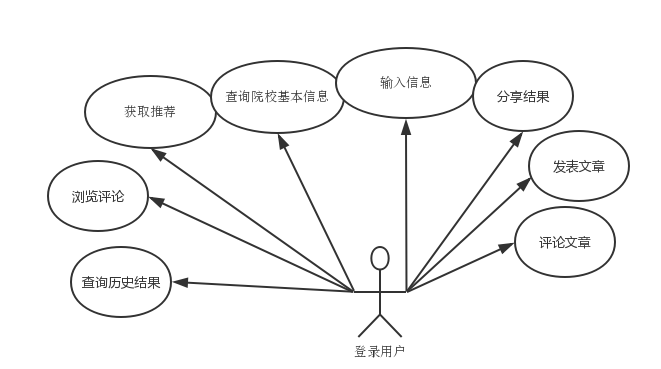 输入信息
查询院校基本信息
分享结果
获取推荐
发表文章
浏览评论
评论文章
查询历史结果
登录用户